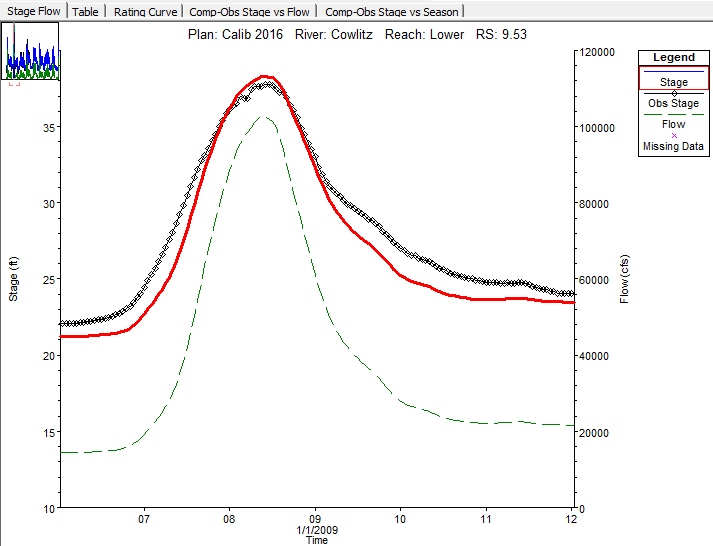 Stage Flow Table Rating Curve Comp-Obs Stage vs Flow Comp-Obs Stage vs Season
Plan: Calib 2016 River: Cowlitz Reach: Lower RS: 9.53
Legend
Stage
Obs Stage
Flow
Missing Data
Stage (ft)
35
30
25
20
15
10
120000
100000
80000
60000
40000
20000
0
Flow (cfs)
07 08 09 10 11 12
1/1/2009
Time